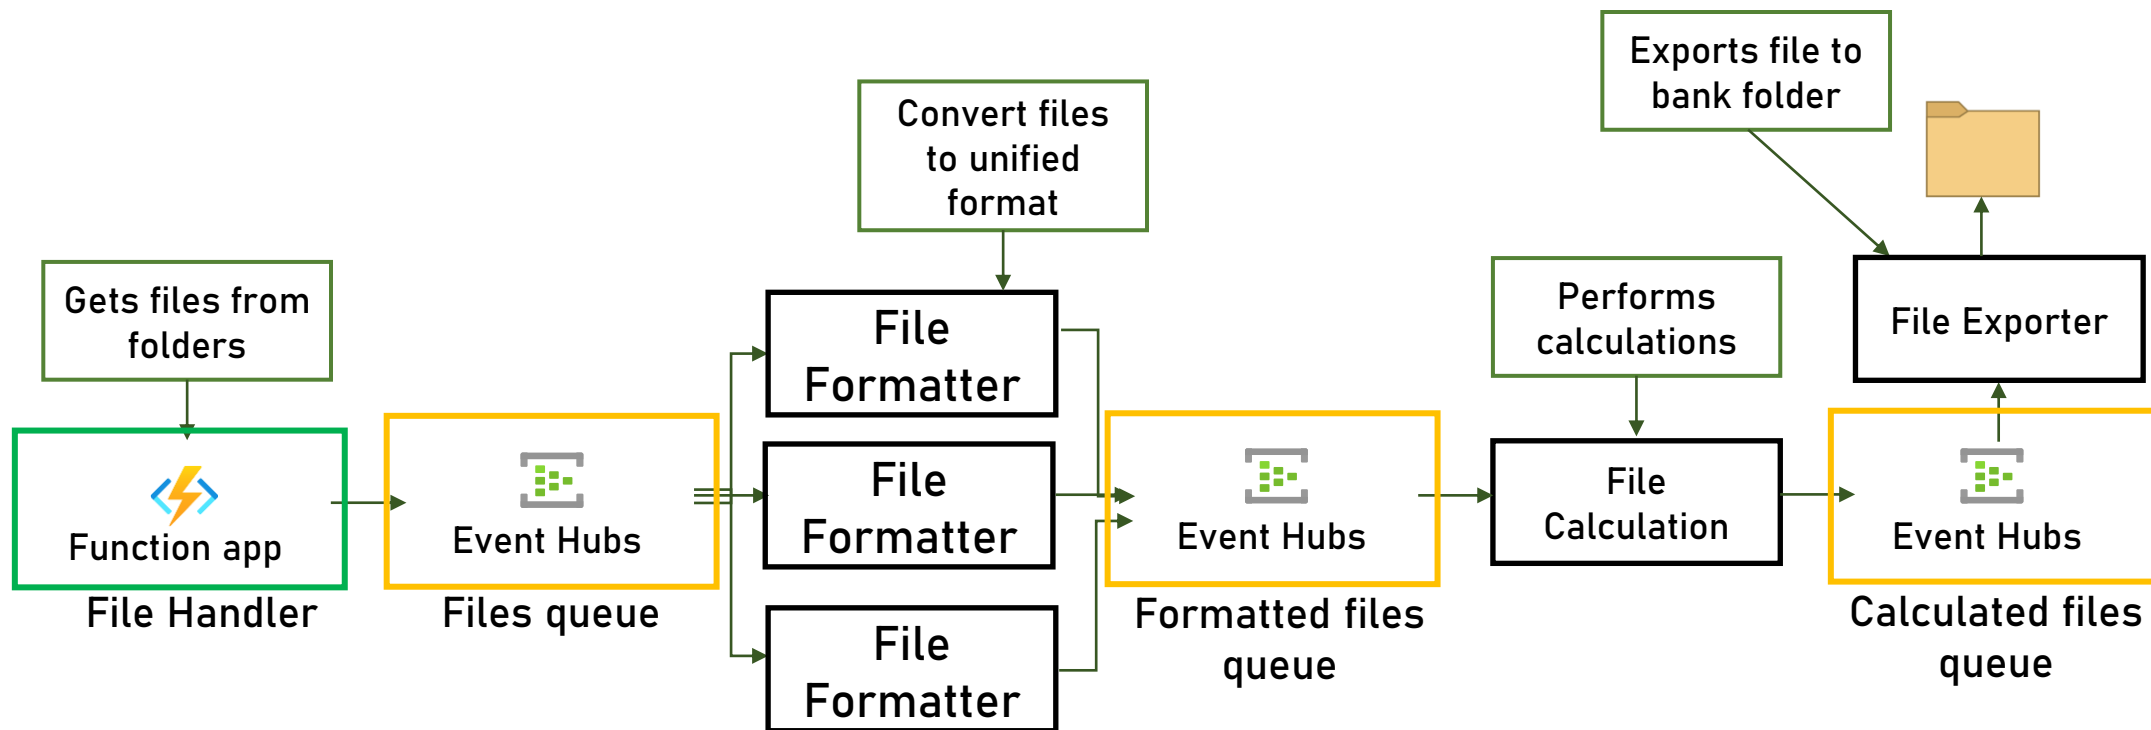 Exports file to
bank folder
Convert files
to unified
format
Gets files from
folders
Performs
calculations
File Exporter
File
Formatter
File
Formatter
File
Formatter
Function app
File Handler
Event Hubs
Files queue
Event Hubs
Formatted files
queue
File
Calculation
Event Hubs
Calculated files
queue